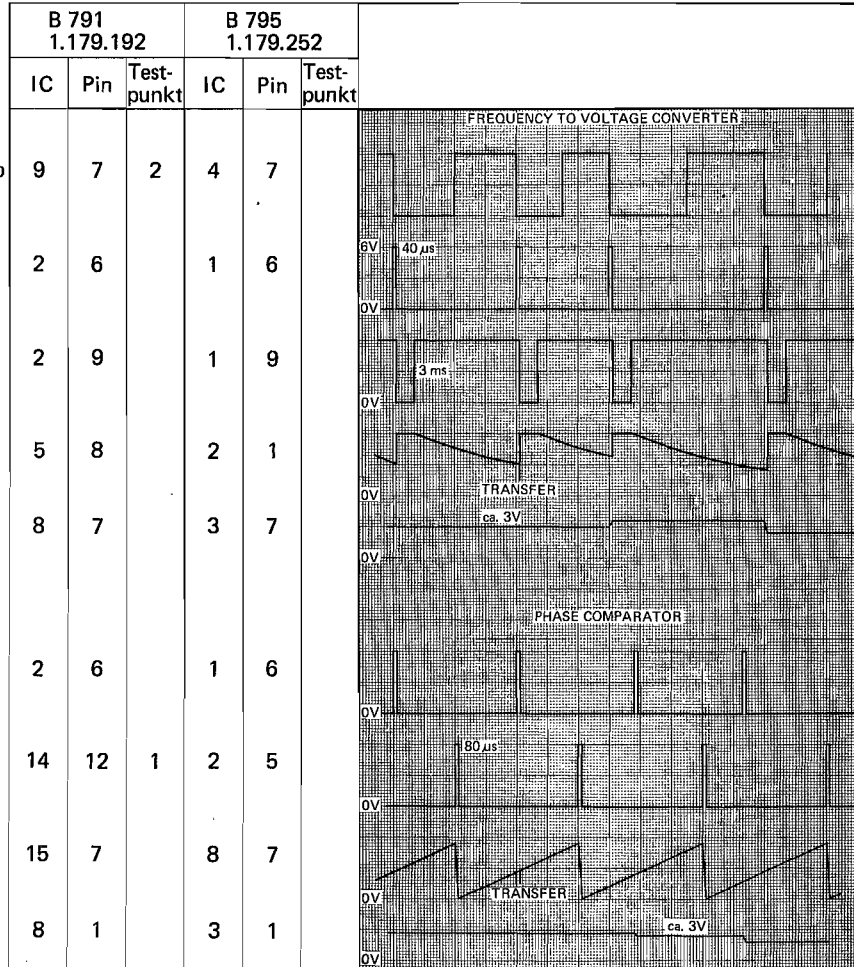 B 791
1.179.192
B 795
1.179.252
IC Pin Test-punkt IC Pin Test-punkt
FREQUENCY TO VOLTAGE CONVERTER
9 7 2 4 7
6V 40 µs
2 6 1 6
0V
2 9 1 9
3 ms
0V
5 8 2 1
0V
TRANSFER
8 7 3 7
ca. 3V
0V
PHASE COMPARATOR
2 6 1 6
0V
80 µs
14 12 1 2 5
0V
15 7 8 7
0V
TRANSFER
8 1 3 1
ca. 3V
0V